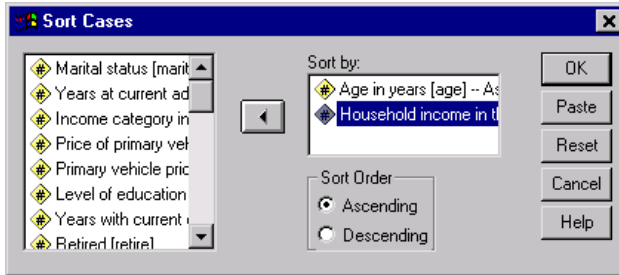 Sort Cases
Marital status [marit
Years at current ad
Income category in
Price of primary veh
Primary vehicle pric
Level of education
Years with current
Retired [retire]
Sort by:
Age in years [age] -- As
Household income in th
Sort Order
Ascending
Descending
OK
Paste
Reset
Cancel
Help